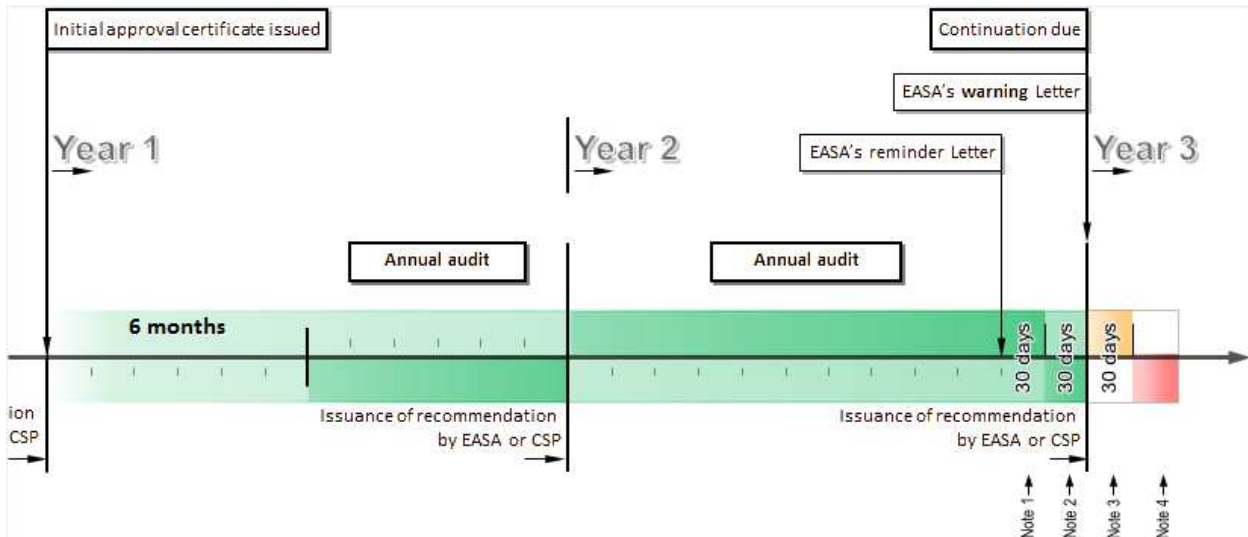 Initial approval certificate issued
Continuation due
EASA's warning Letter
EASA's reminder Letter
Year 1
Year 2
Year 3
Annual audit
Annual audit
6 months
30 days
30 days
30 days
ion
CSP
Issuance of recommendation
by EASA or CSP
Issuance of recommendation
by EASA or CSP
Note 1
Note 2
Note 3
Note 4